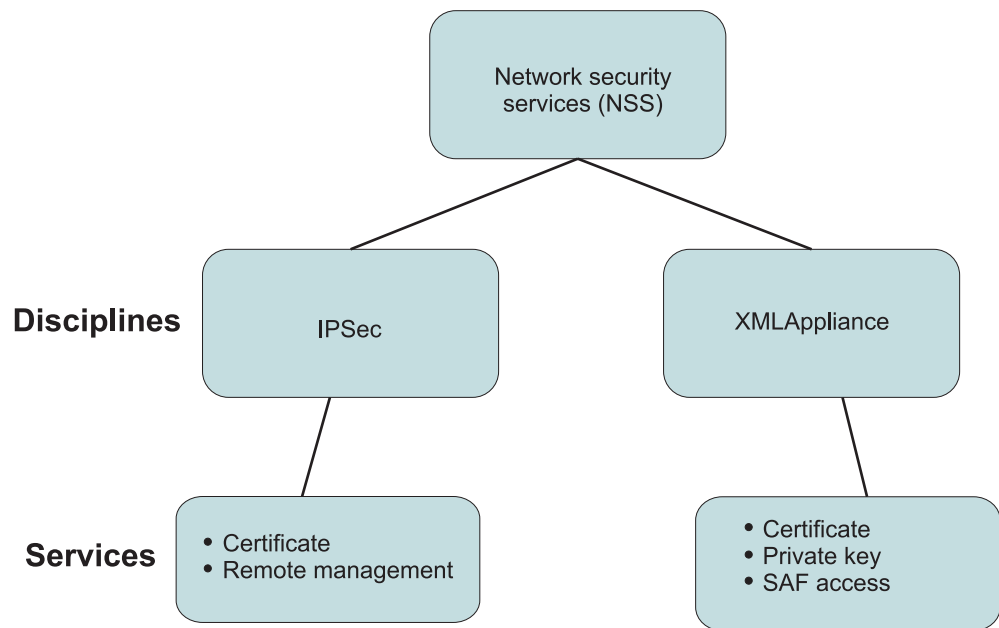 Network security
services (NSS)
Disciplines
IPSec
XMLAppliance
Services
• Certificate
• Remote management
• Certificate
• Private key
• SAF access